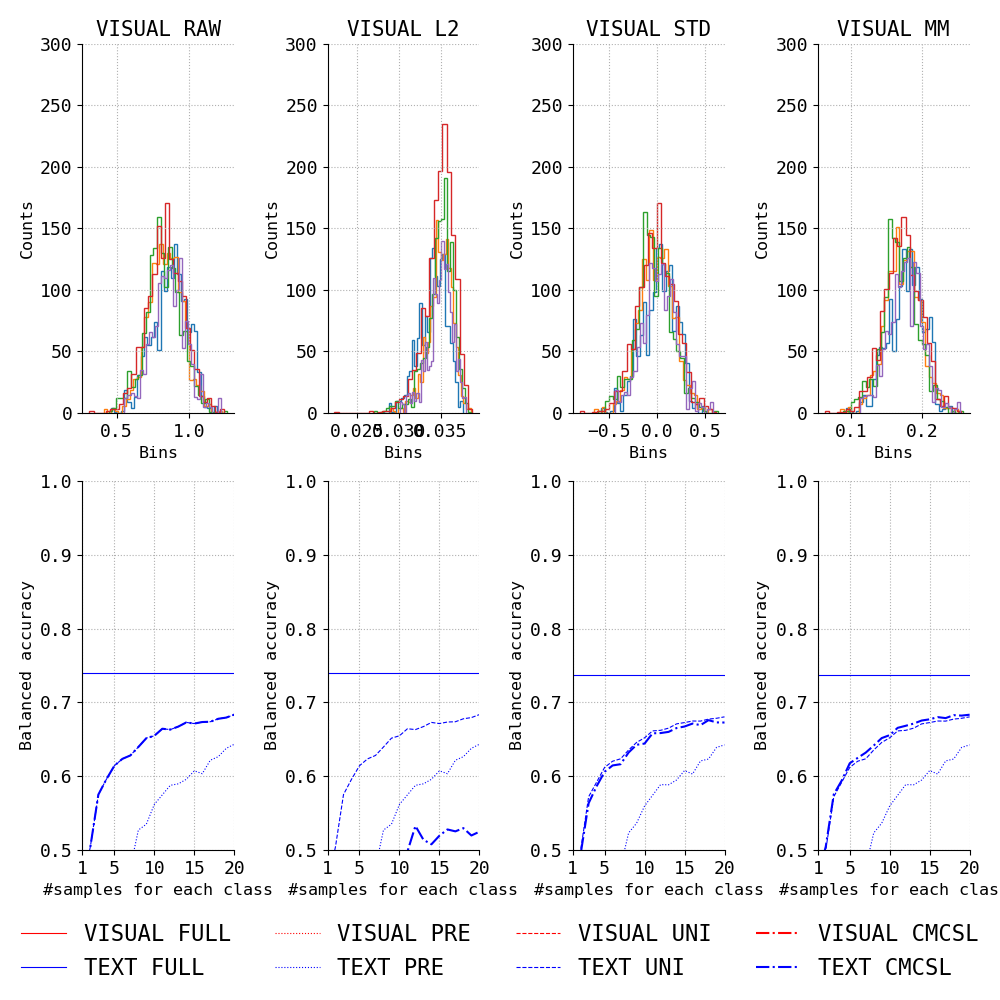 VISUAL RAW VISUAL L2 VISUAL STD VISUAL MM
300 300 300 300
250 250 250 250
200 200 200 200
150 150 150 150
100 100 100 100
50 50 50 50
0 0 0 0
Counts Counts Counts Counts
0.5 1.0 0.025 0.030 0.035 −0.5 0.0 0.5 0.1 0.2
Bins Bins Bins Bins
1.0 1.0 1.0 1.0
0.9 0.9 0.9 0.9
0.8 0.8 0.8 0.8
0.7 0.7 0.7 0.7
0.6 0.6 0.6 0.6
0.5 0.5 0.5 0.5
Balanced accuracy Balanced accuracy Balanced accuracy Balanced accuracy
1 5 10 15 20 1 5 10 15 20 1 5 10 15 20 1 5 10 15 20
#samples for each class #samples for each class #samples for each class #samples for each clas
VISUAL FULL VISUAL PRE VISUAL UNI VISUAL CMCSL
TEXT FULL TEXT PRE TEXT UNI TEXT CMCSL